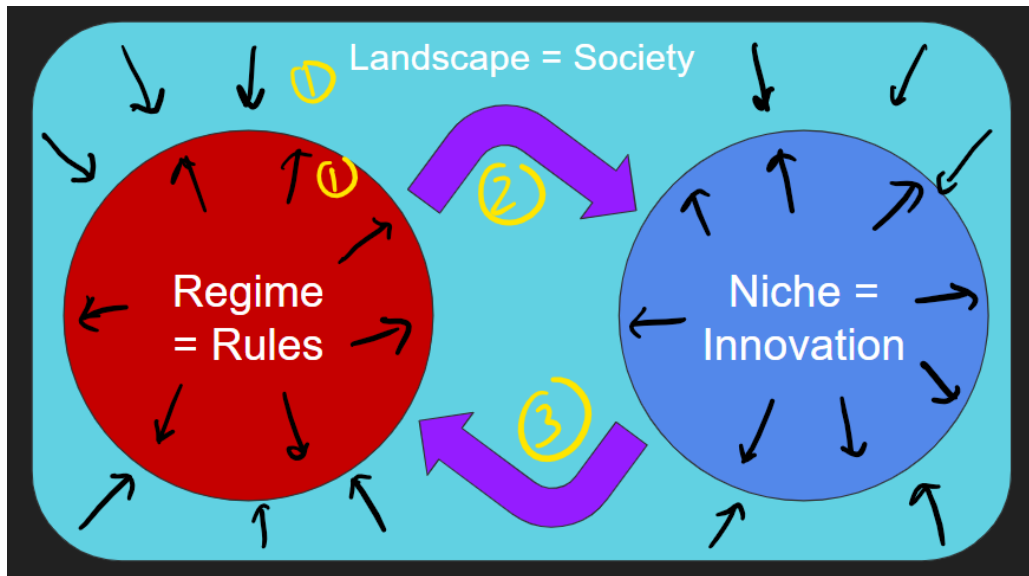 Landscape = Society
①
①
②
Regime
= Rules
Niche =
Innovation
③